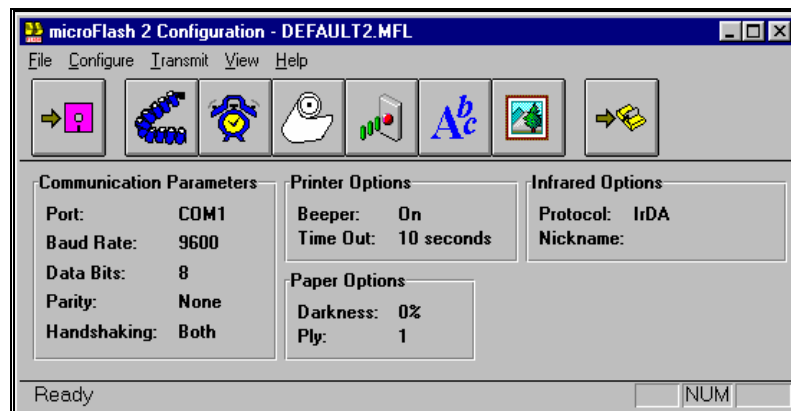 microFlash 2 Configuration - DEFAULT2.MFL
File Configure Transmit View Help
Abc
Communication Parameters
Port: COM1
Baud Rate: 9600
Data Bits: 8
Parity: None
Handshaking: Both
Printer Options
Beeper: On
Time Out: 10 seconds
Paper Options
Darkness: 0%
Ply: 1
Infrared Options
Protocol: IrDA
Nickname:
Ready
NUM